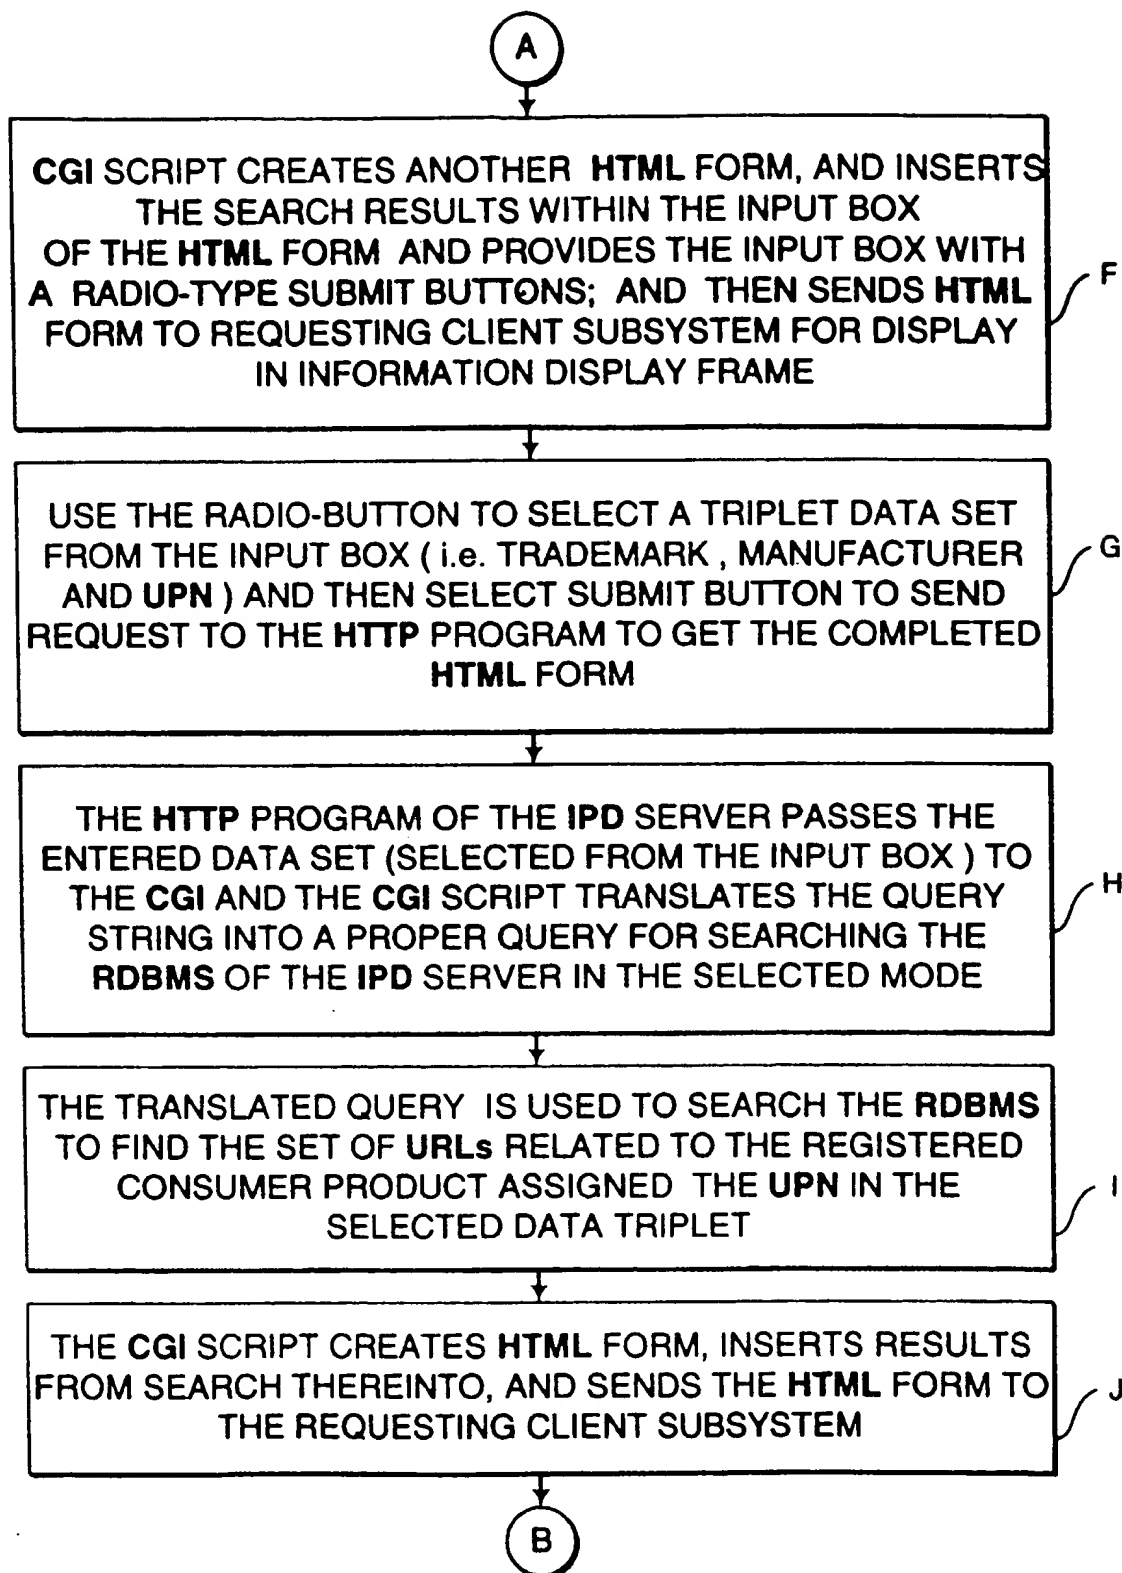 A
CGI SCRIPT CREATES ANOTHER HTML FORM, AND INSERTS
THE SEARCH RESULTS WITHIN THE INPUT BOX
OF THE HTML FORM AND PROVIDES THE INPUT BOX WITH
A RADIO-TYPE SUBMIT BUTTONS; AND THEN SENDS HTML
FORM TO REQUESTING CLIENT SUBSYSTEM FOR DISPLAY
IN INFORMATION DISPLAY FRAME
F
USE THE RADIO-BUTTON TO SELECT A TRIPLET DATA SET
FROM THE INPUT BOX ( i.e. TRADEMARK , MANUFACTURER
AND UPN ) AND THEN SELECT SUBMIT BUTTON TO SEND
REQUEST TO THE HTTP PROGRAM TO GET THE COMPLETED
HTML FORM
G
THE HTTP PROGRAM OF THE IPD SERVER PASSES THE
ENTERED DATA SET (SELECTED FROM THE INPUT BOX ) TO
THE CGI AND THE CGI SCRIPT TRANSLATES THE QUERY
STRING INTO A PROPER QUERY FOR SEARCHING THE
RDBMS OF THE IPD SERVER IN THE SELECTED MODE
H
THE TRANSLATED QUERY IS USED TO SEARCH THE RDBMS
TO FIND THE SET OF URLs RELATED TO THE REGISTERED
CONSUMER PRODUCT ASSIGNED THE UPN IN THE
SELECTED DATA TRIPLET
I
THE CGI SCRIPT CREATES HTML FORM, INSERTS RESULTS
FROM SEARCH THEREINTO, AND SENDS THE HTML FORM TO
THE REQUESTING CLIENT SUBSYSTEM
J
B